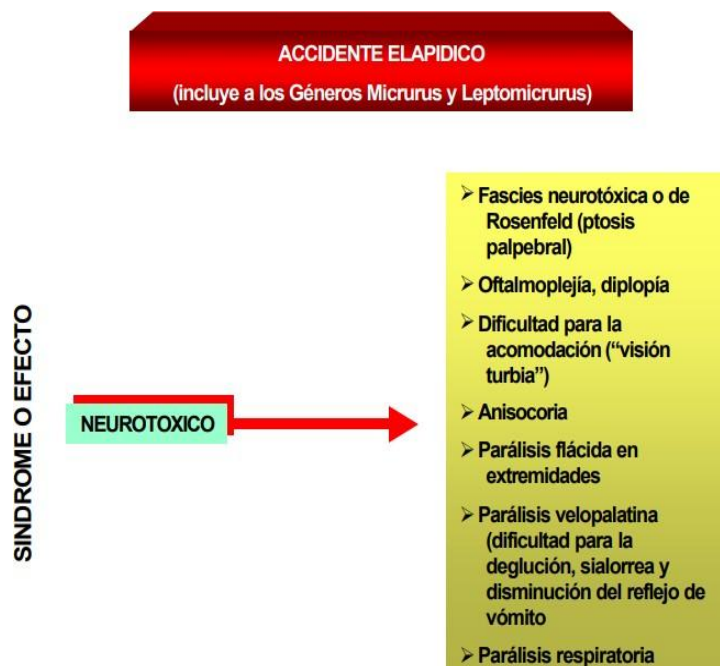 ACCIDENTE ELAPIDICO
(incluye a los Géneros Micrurus y Leptomicrurus)
SINDROME O EFECTO
NEUROTOXICO
➢ Fascies neurotóxica o de
Rosenfeld (ptosis
palpebral)
➢ Oftalmoplejía, diplopía
➢ Dificultad para la
acomodación (“visión
turbia”)
➢ Anisocoria
➢ Parálisis flácida en
extremidades
➢ Parálisis velopalatina
(dificultad para la
deglución, sialorrea y
disminución del reflejo de
vómito
➢ Parálisis respiratoria